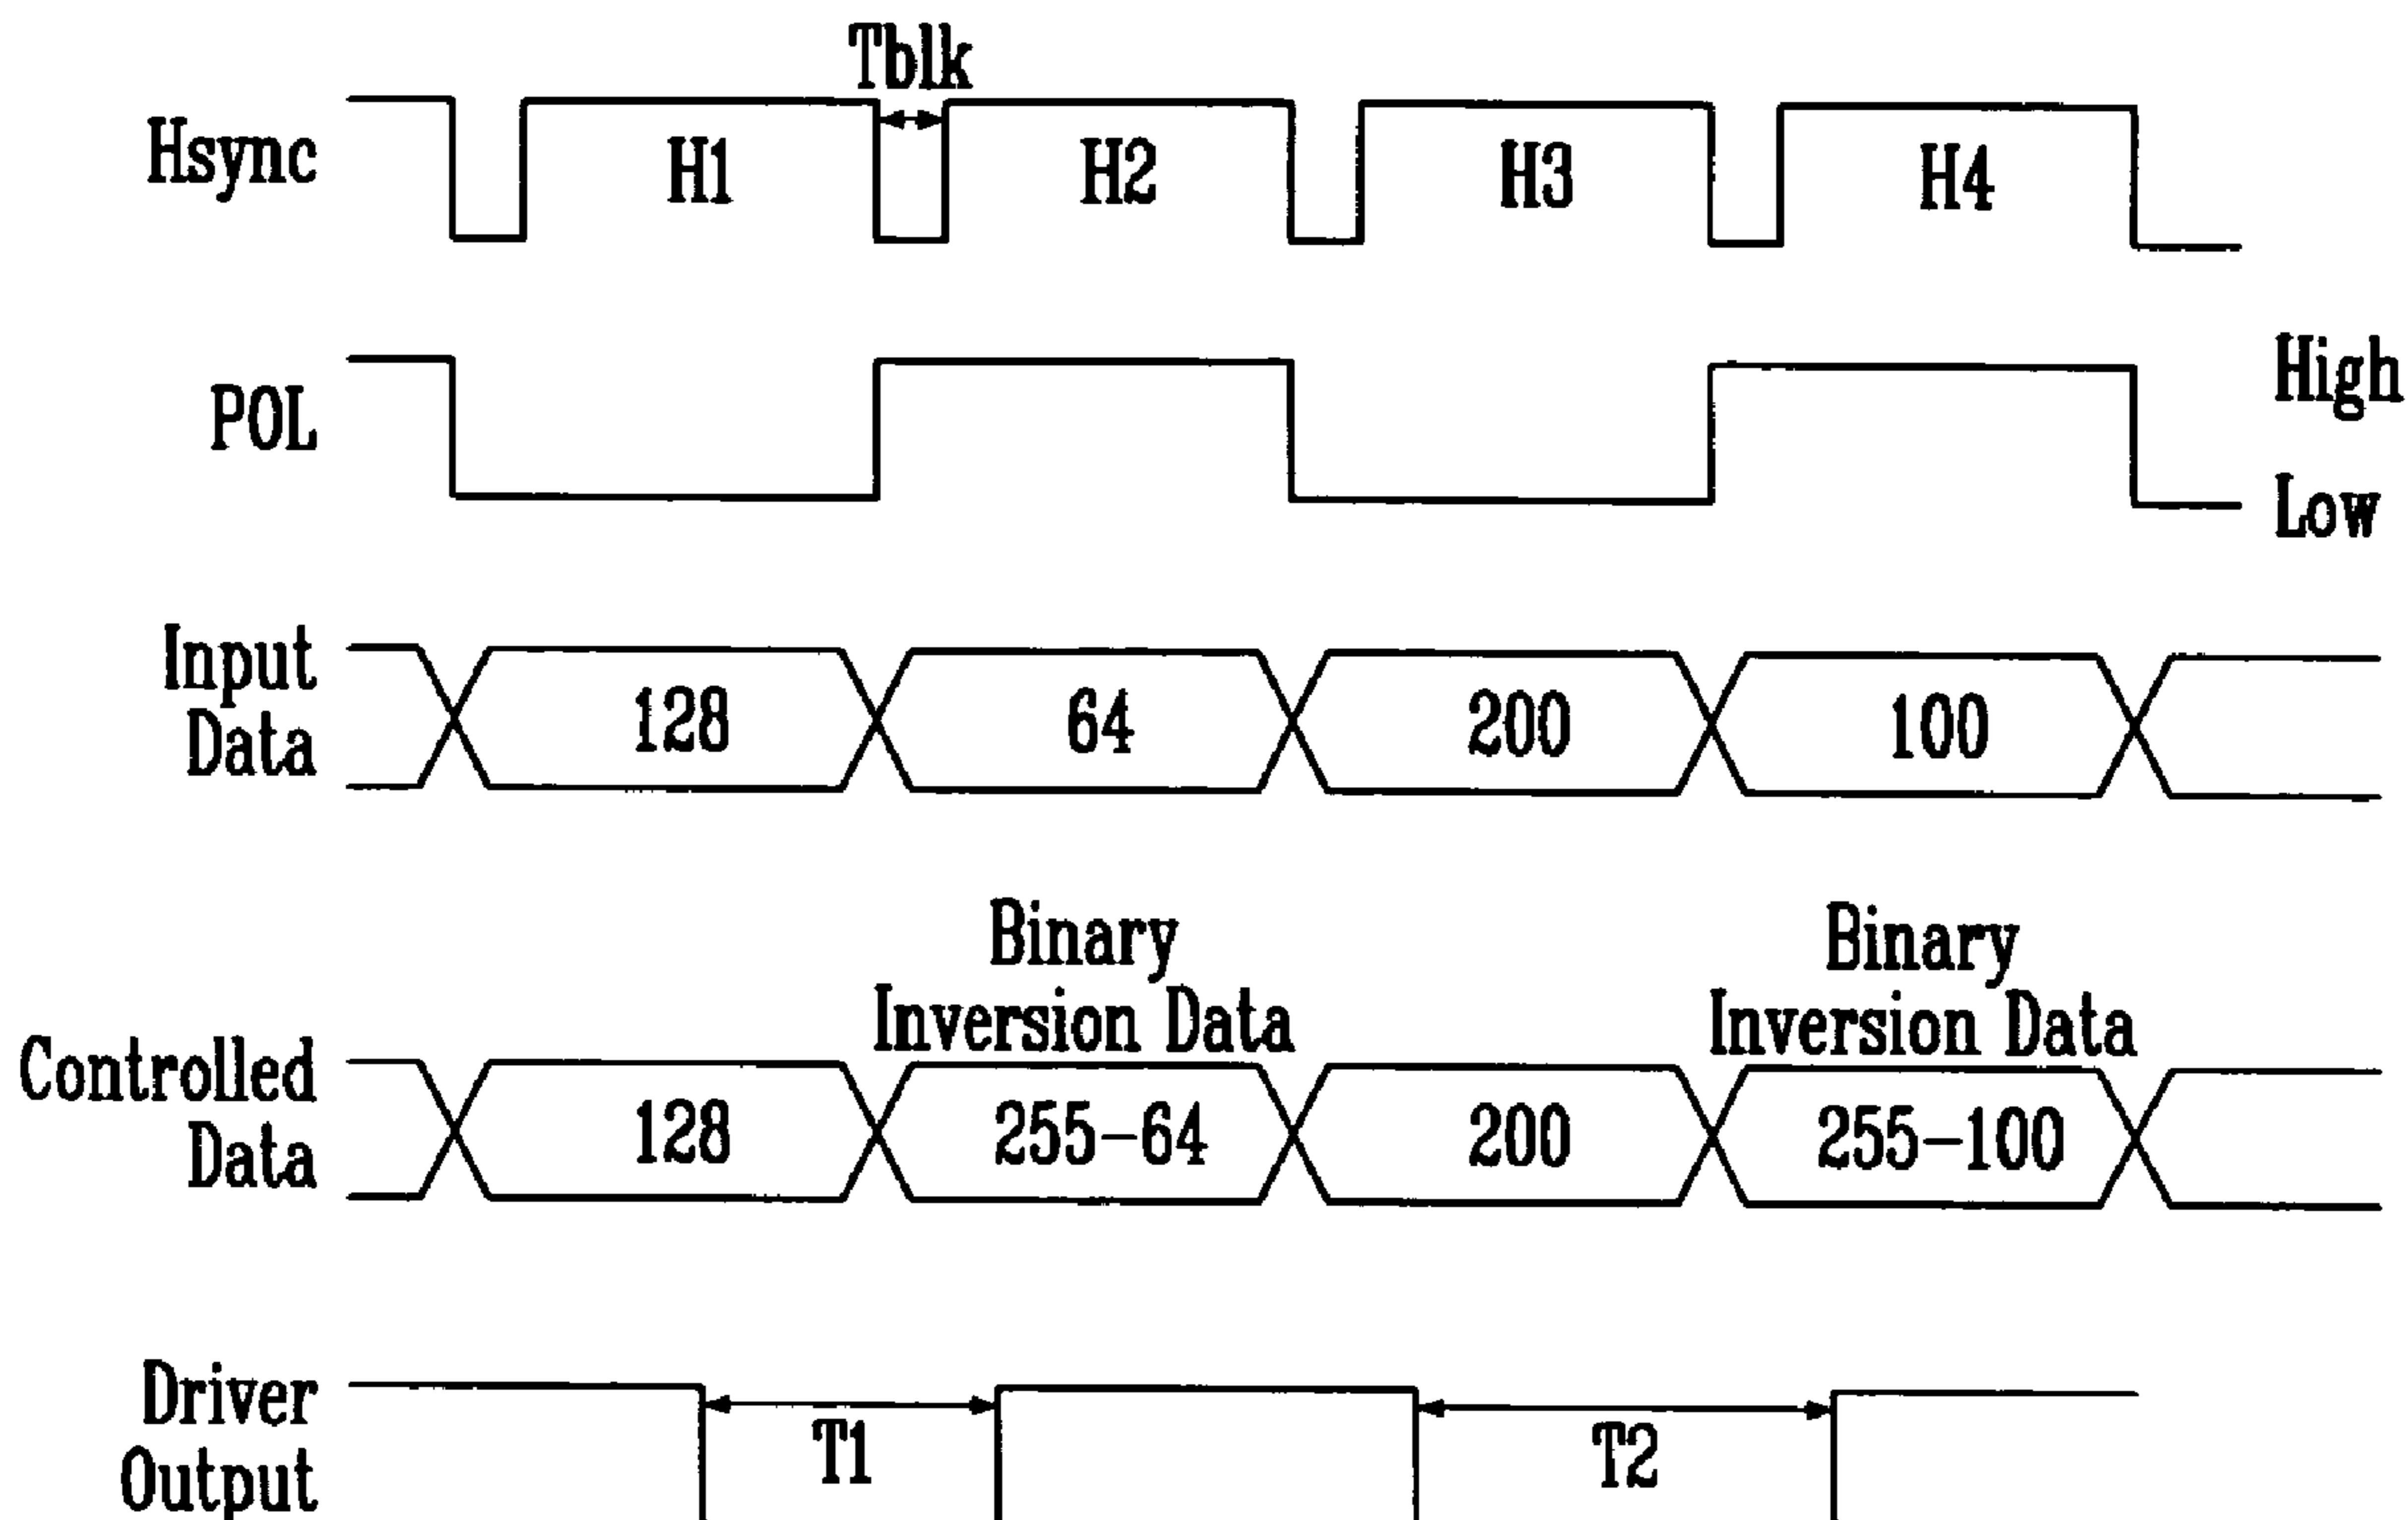 Tblk
Hsync
H1
H2
H3
H4
POL
High
Low
Input
Data
128
64
200
100
Binary
Inversion Data
Binary
Inversion Data
Controlled
Data
128
255-64
200
255-100
Driver
Output
T1
T2